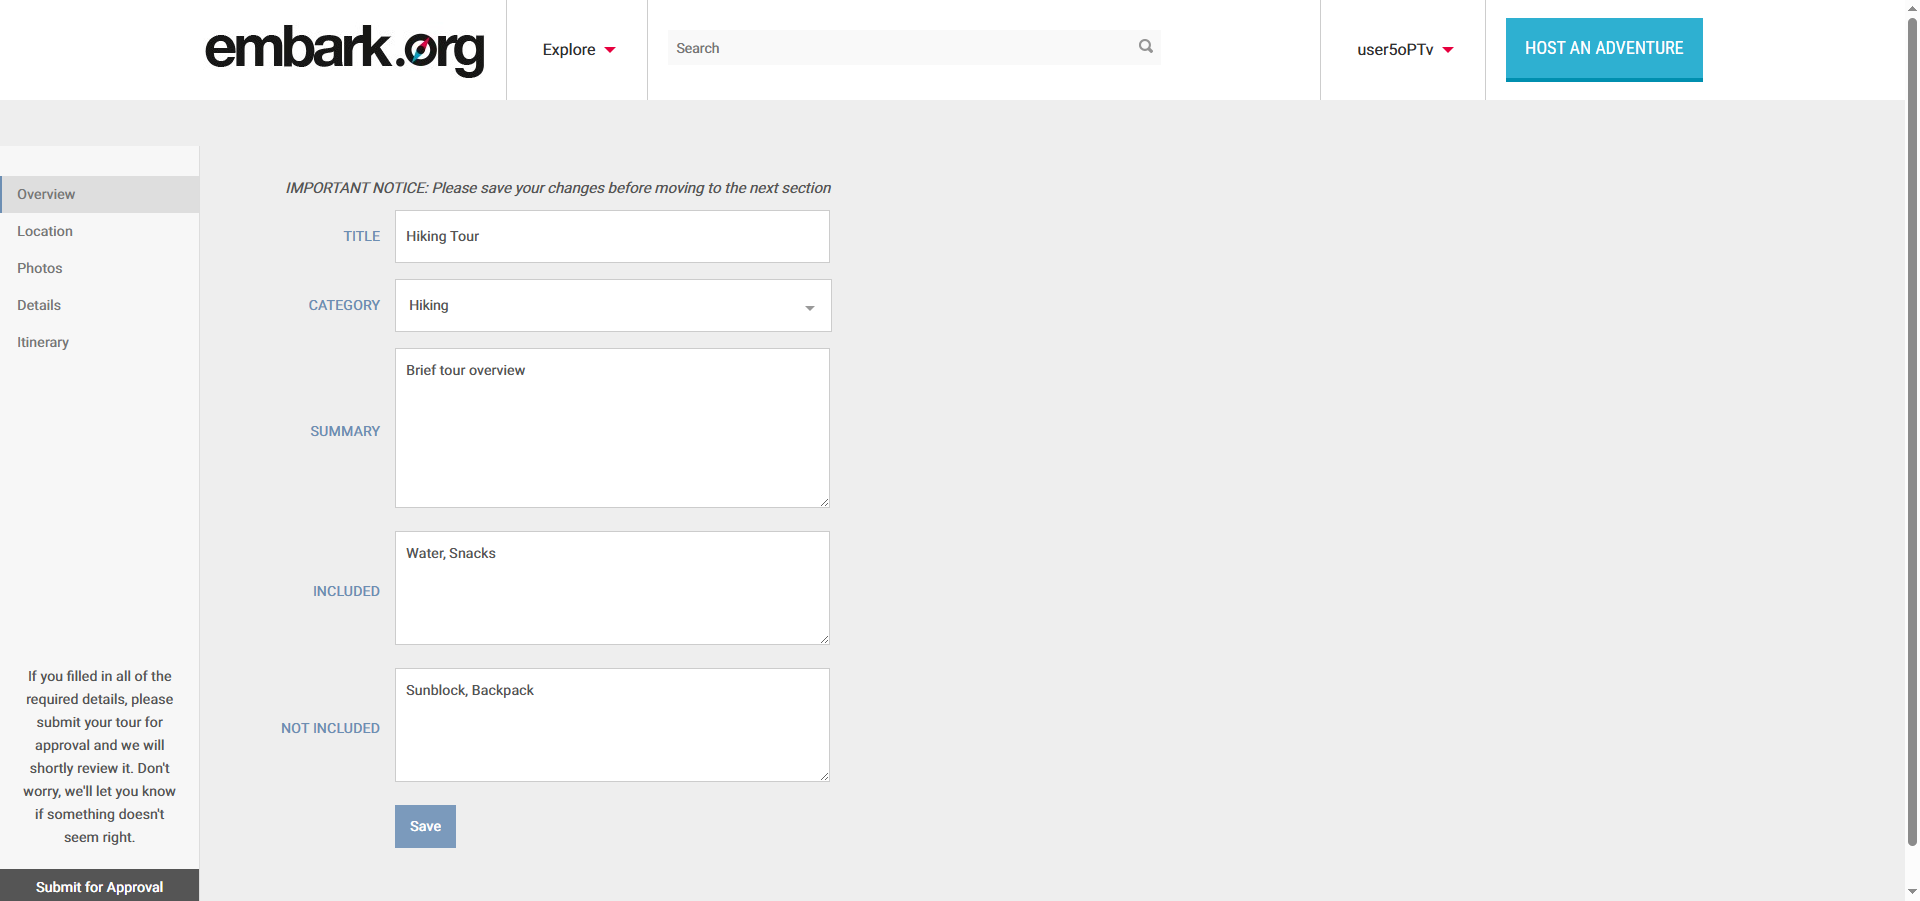 embark.org
Explore
Search
user5oPTv
HOST AN ADVENTURE
Overview
Location
Photos
Details
Itinerary
If you filled in all of the
required details, please
submit your tour for
approval and we will
shortly review it. Don't
worry, we'll let you know
if something doesn't
seem right.
Submit for Approval
IMPORTANT NOTICE: Please save your changes before moving to the next section
TITLE
Hiking Tour
CATEGORY
Hiking
SUMMARY
Brief tour overview
INCLUDED
Water, Snacks
NOT INCLUDED
Sunblock, Backpack
Save